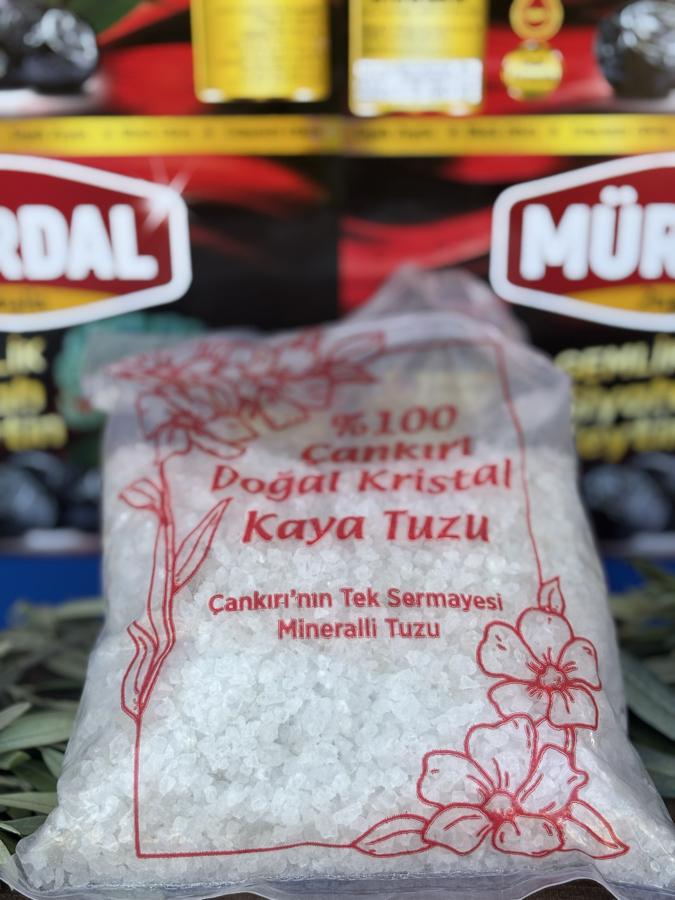 RDAL
MÜR
%100
Çankırı
Doğal Kristal
Kaya Tuzu
Çankırı'nın Tek Sermayesi
Mineralli Tuzu